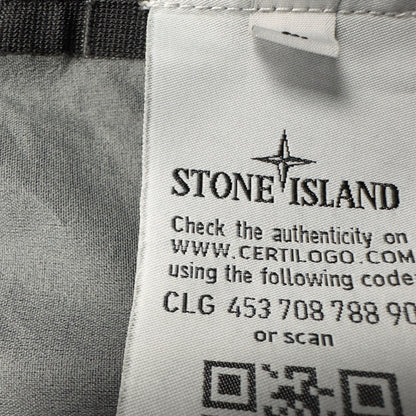 STONE ISLAND
Check the authenticity on
WWW.CERTILOGO.COM
using the following code
CLG 453 708 788 90
or scan